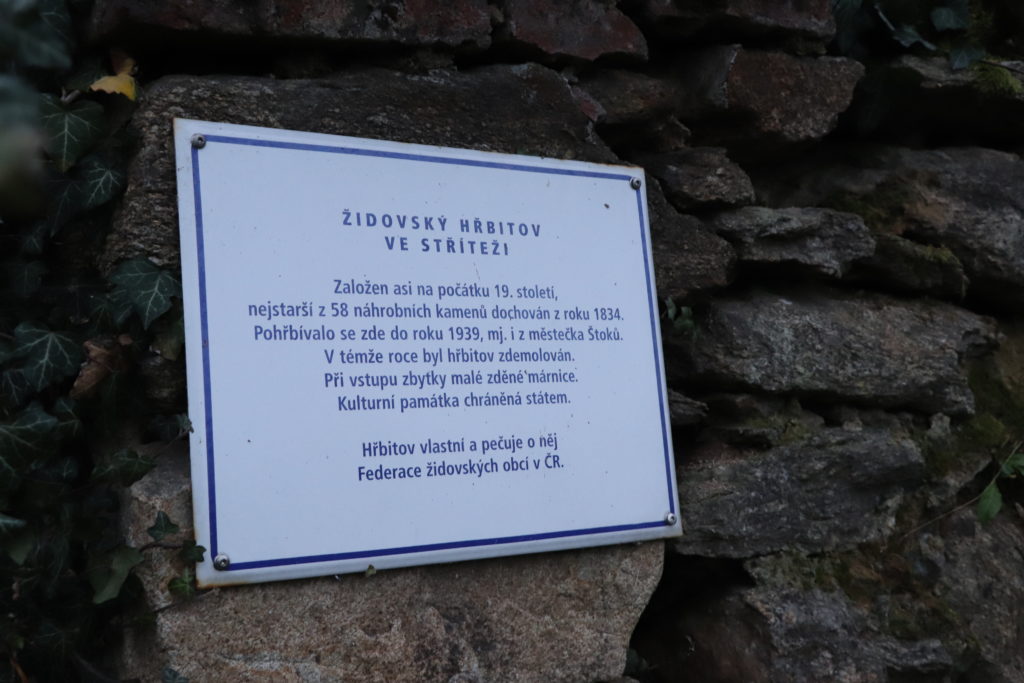 ŽIDOVSKÝ HŘBITOV
VE STŘÍTEŽI
Založen asi na počátku 19. století,
nejstarší z 58 náhrobních kamenů dochován z roku 1834.
Pohřbívalo se zde do roku 1939, mj. i z městečka Štoků.
V témže roce byl hřbitov zdemolován.
Při vstupu zbytky malé zděné márnice.
Kulturní památka chráněná státem.
Hřbitov vlastní a pečuje o něj
Federace židovských obcí v ČR.